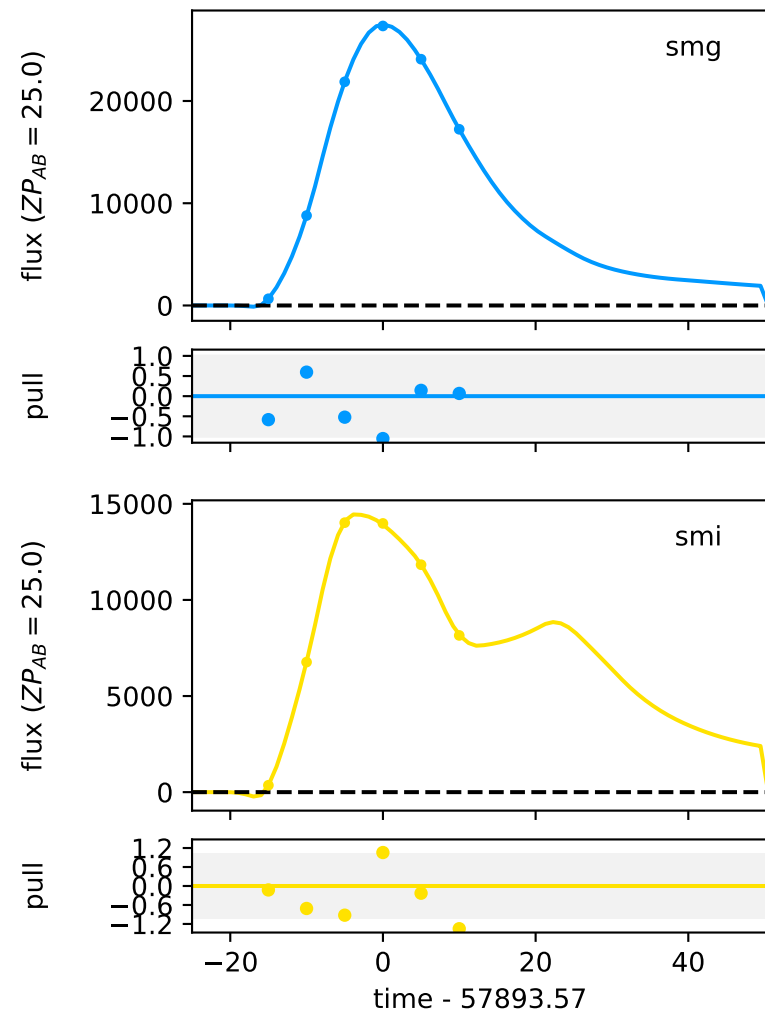 smg
flux (ZP_AB = 25.0)
20000
10000
0
pull
1.0
0.5
0.0
−0.5
−1.0
smi
flux (ZP_AB = 25.0)
15000
10000
5000
0
pull
1.2
0.6
0.0
−0.6
−1.2
−20 0 20 40
time - 57893.57